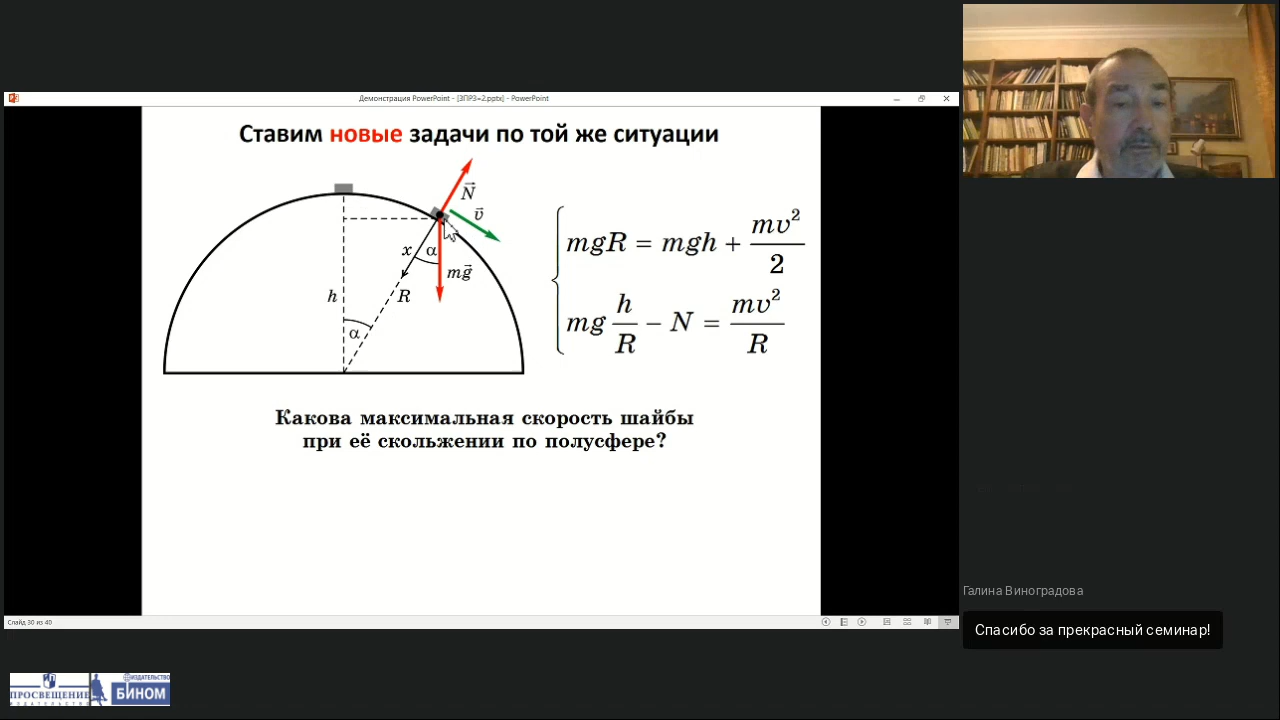 Демонстрация PowerPoint - [ЗПРЗ=2.pptx] - PowerPoint
Ставим новые задачи по той же ситуации
N
v
x
α
mg
h
R
α
mgR = mgh + mv²/2
mg h/R − N = mv²/R
Какова максимальная скорость шайбы
при её скольжении по полусфере?
Слайд 30 из 40
Галина Виноградова
Спасибо за прекрасный семинар!
ПРОСВЕЩЕНИЕ
ИЗДАТЕЛЬСТВО
ИЗДАТЕЛЬСТВО
БИНОМ